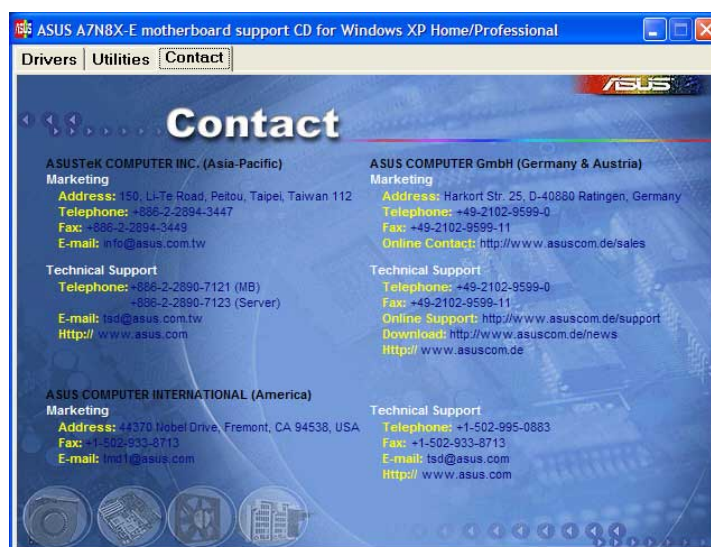 ASUS A7N8X-E motherboard support CD for Windows XP Home/Professional
Drivers Utilities Contact
ASUS
Contact
ASUSTeK COMPUTER INC. (Asia-Pacific)
Marketing
Address: 150, Li-Te Road, Peitou, Taipei, Taiwan 112
Telephone: +886-2-2894-3447
Fax: +886-2-2894-3449
E-mail: info@asus.com.tw
Technical Support
Telephone: +886-2-2890-7121 (MB)
+886-2-2890-7123 (Server)
E-mail: tsd@asus.com.tw
Http:// www.asus.com
ASUS COMPUTER GmbH (Germany & Austria)
Marketing
Address: Harkort Str. 25, D-40880 Ratingen, Germany
Telephone: +49-2102-9599-0
Fax: +49-2102-9599-11
Online Contact: http://www.asuscom.de/sales
Technical Support
Telephone: +49-2102-9599-0
Fax: +49-2102-9599-11
Online Support: http://www.asuscom.de/support
Download: http://www.asuscom.de/news
Http:// www.asuscom.de
ASUS COMPUTER INTERNATIONAL (America)
Marketing
Address: 44370 Nobel Drive, Fremont, CA 94538, USA
Fax: +1-502-933-8713
E-mail: tmd1@asus.com
Technical Support
Telephone: +1-502-995-0883
Fax: +1-502-933-8713
E-mail: tsd@asus.com
Http:// www.asus.com